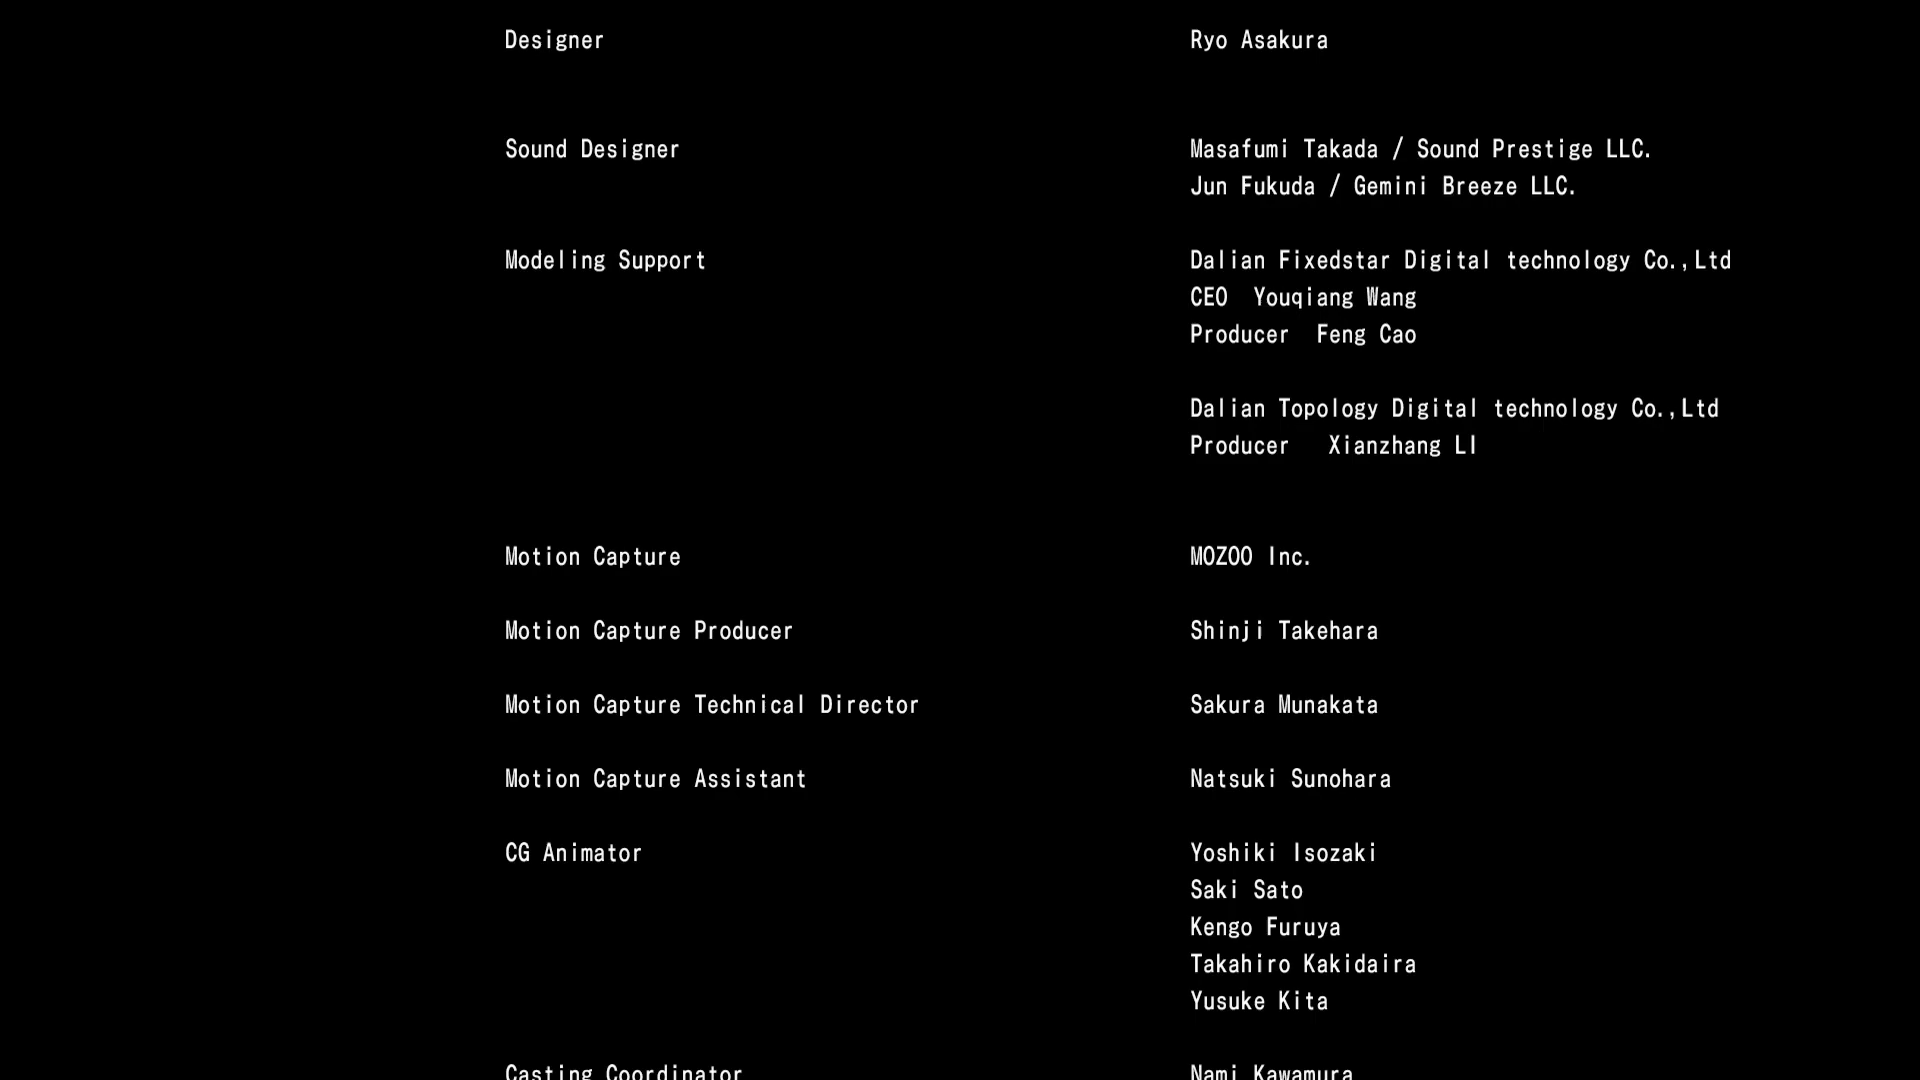 Designer Ryo Asakura
Sound Designer Masafumi Takada / Sound Prestige LLC.
Jun Fukuda / Gemini Breeze LLC.
Modeling Support Dalian Fixedstar Digital technology Co.,Ltd
CEO Youqiang Wang
Producer Feng Cao
Dalian Topology Digital technology Co.,Ltd
Producer Xianzhang LI
Motion Capture MOZOO Inc.
Motion Capture Producer Shinji Takehara
Motion Capture Technical Director Sakura Munakata
Motion Capture Assistant Natsuki Sunohara
CG Animator Yoshiki Isozaki
Saki Sato
Kengo Furuya
Takahiro Kakidaira
Yusuke Kita
Casting Coordinator Nami Kawamura